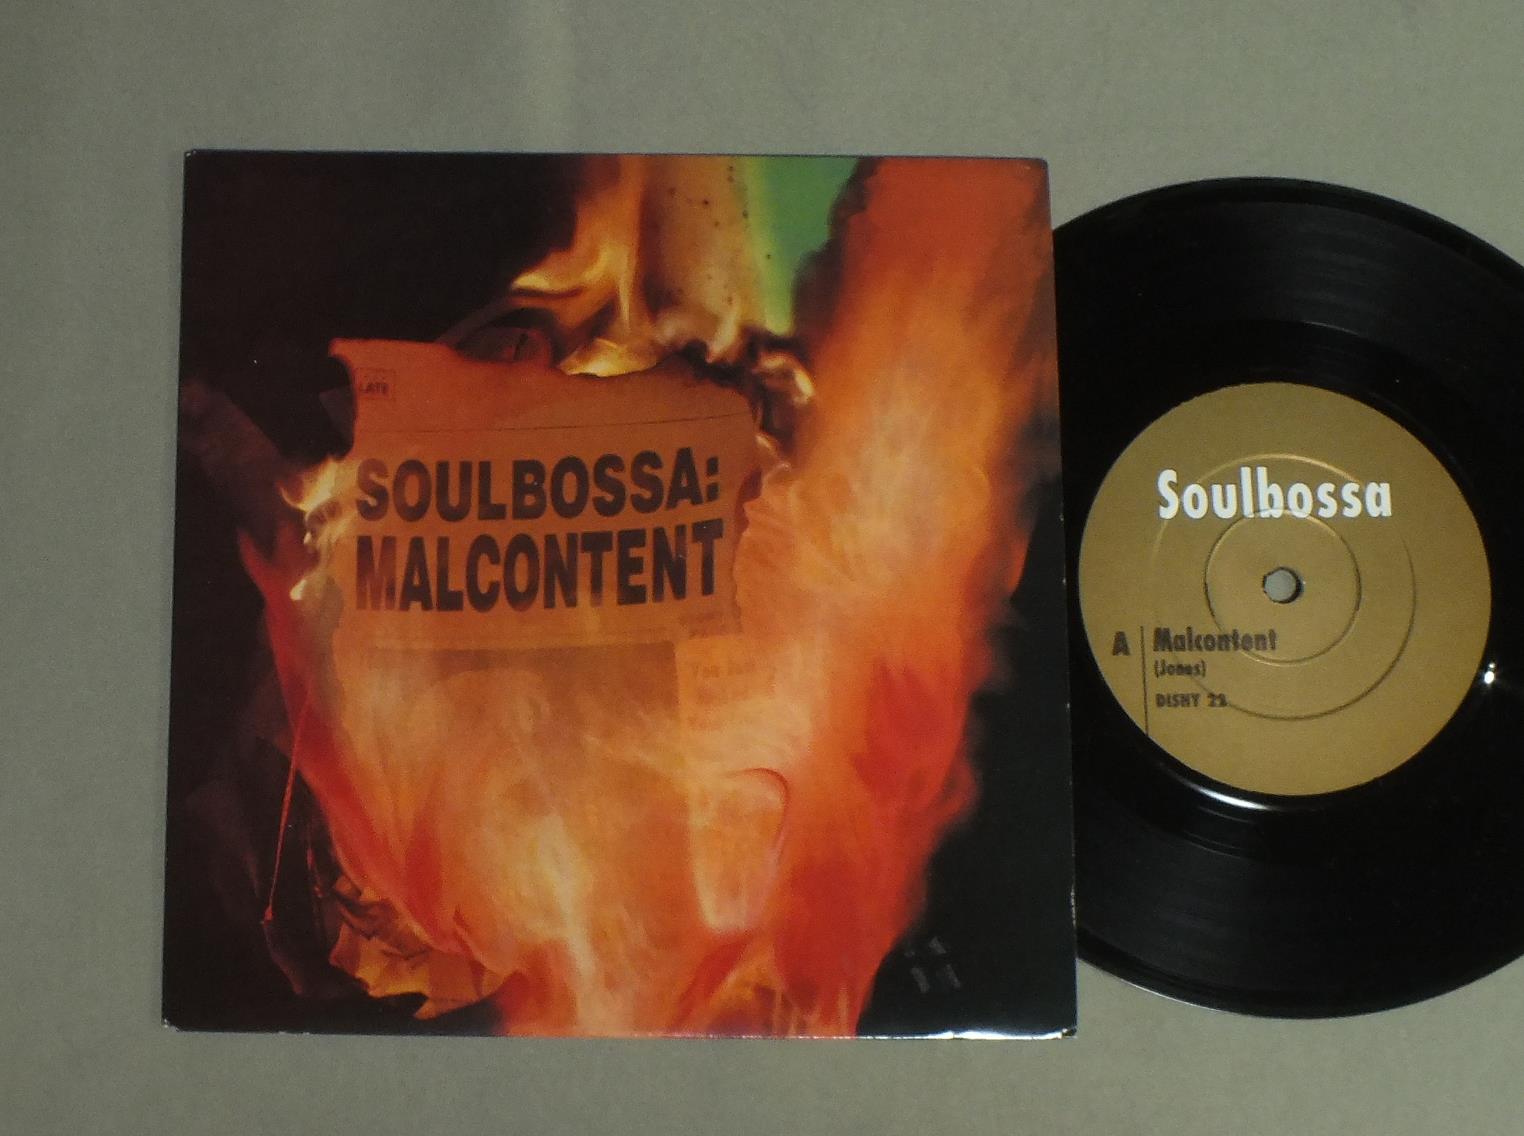 LATE
SOULBOSSA:
MALCONTENT
Soulbossa
A
Malcontent
(Jones)
DISHY 22